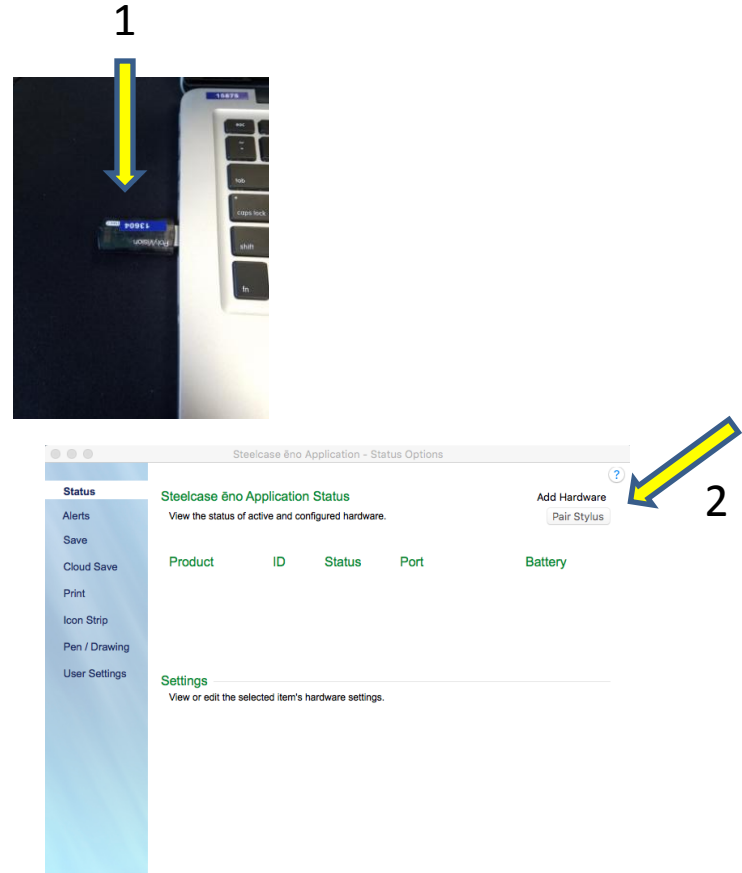 1
15875
esc
~
`
tab
caps lock
shift
fn
13604
PolyVision
Steelcase ēno Application - Status Options
?
Status
Alerts
Save
Cloud Save
Print
Icon Strip
Pen / Drawing
User Settings
Steelcase ēno Application Status
View the status of active and configured hardware.
Add Hardware
Pair Stylus
2
Product ID Status Port Battery
Settings
View or edit the selected item's hardware settings.